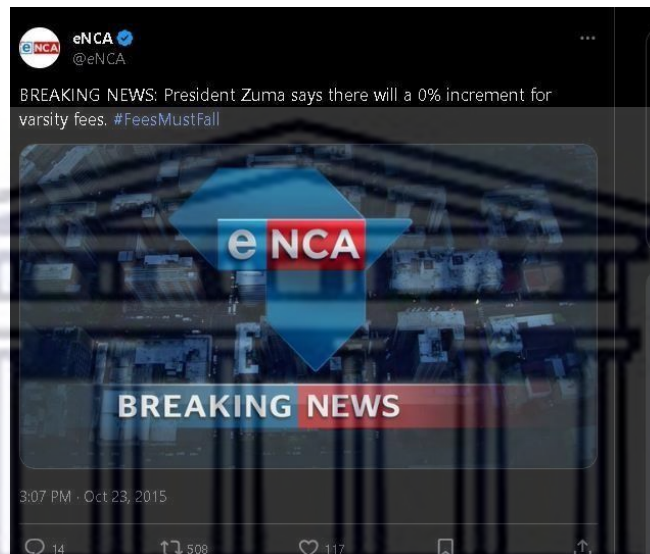 eNCA
@eNCA
BREAKING NEWS: President Zuma says there will a 0% increment for
varsity fees. #FeesMustFall
eNCA
BREAKING NEWS
3:07 PM · Oct 23, 2015
14 508 117